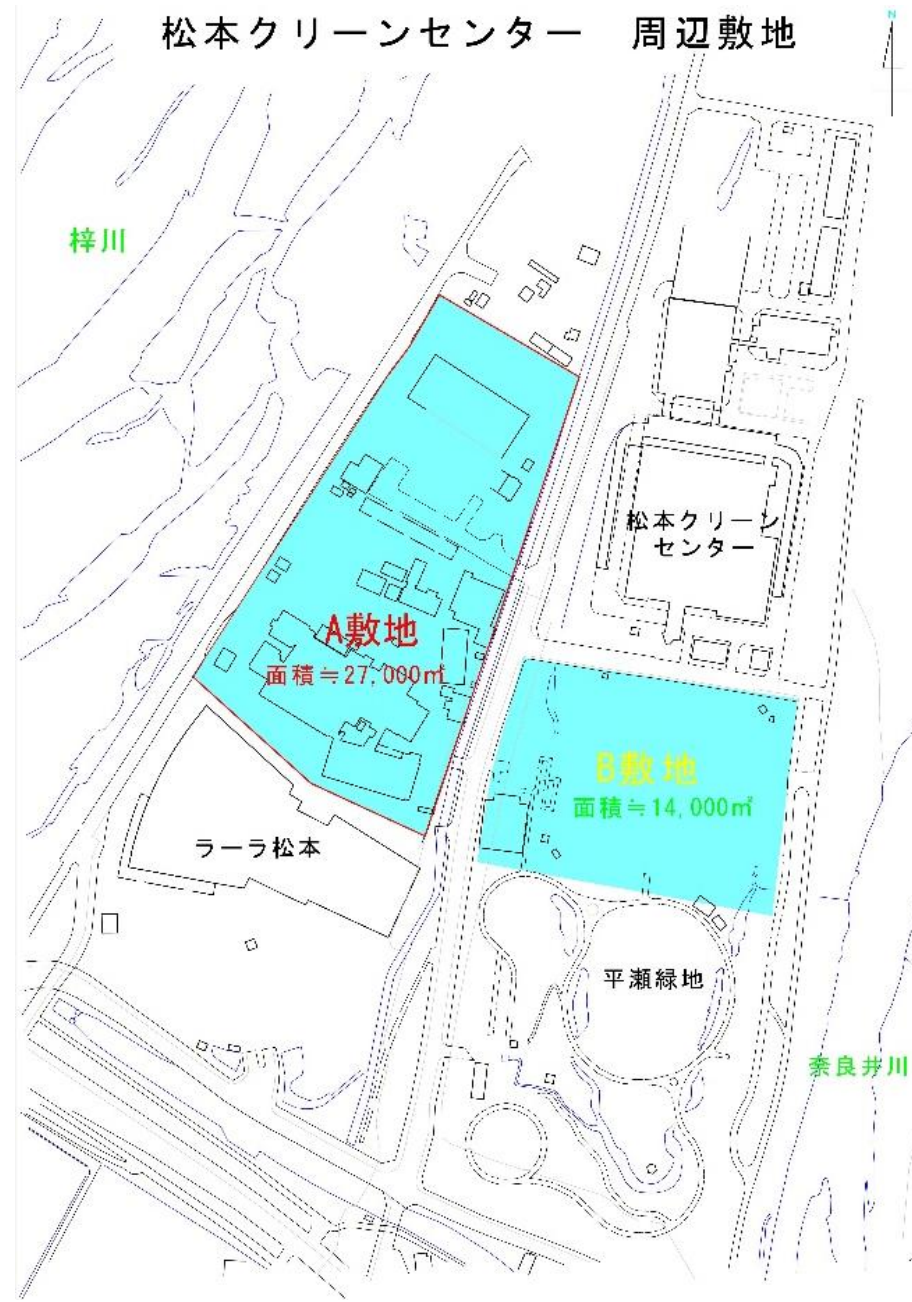 松本クリーンセンター 周辺敷地
N
梓川
松本クリーン
センター
A敷地
面積≒27,000㎡
B敷地
面積≒14,000㎡
ラーラ松本
平瀬緑地
奈良井川